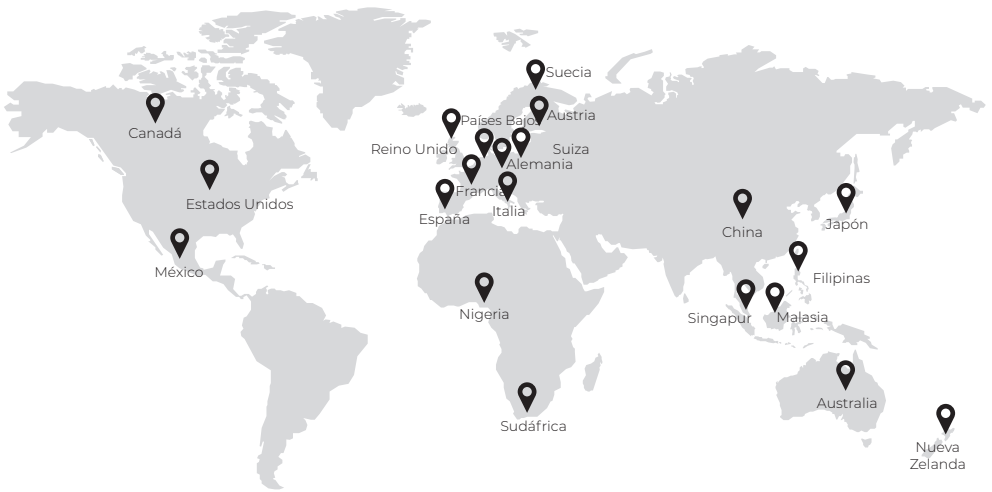 Suecia
Canadá
Países Bajos
Austria
Reino Unido
Suiza
Alemania
Francia
Estados Unidos
Italia
España
China
Japón
México
Filipinas
Nigeria
Singapur
Malasia
Australia
Sudáfrica
Nueva
Zelanda